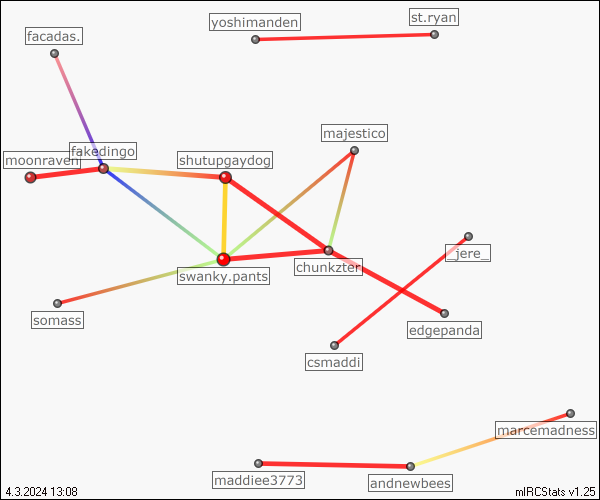 yoshimanden
st.ryan
facadas.
majestico
fakedingo
moonraven
shutupgaydog
_jere_
chunkzter
swanky.pants
somass
edgepanda
csmaddi
marcemadness
maddiee3773
andnewbees
4.3.2024 13:08
mIRCStats v1.25